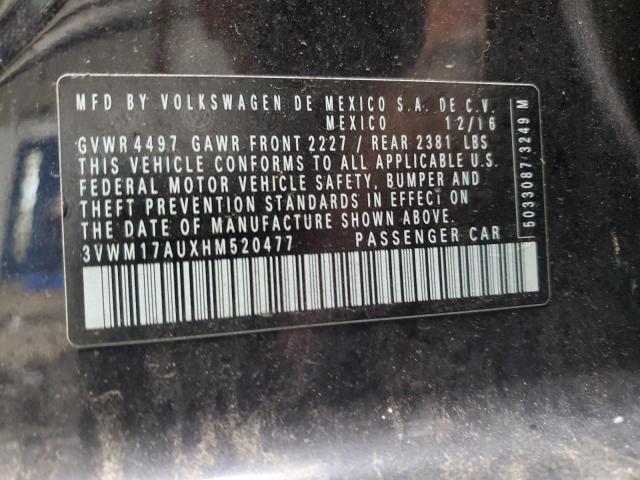 MFD BY VOLKSWAGEN DE MEXICO S.A. DE C.V.
MEXICO 12/16
GVWR 4497 GAWR FRONT 2227 / REAR 2381 LBS
THIS VEHICLE CONFORMS TO ALL APPLICABLE U.S.
FEDERAL MOTOR VEHICLE SAFETY, BUMPER AND
THEFT PREVENTION STANDARDS IN EFFECT ON
THE DATE OF MANUFACTURE SHOWN ABOVE.
3VWM17AUXHM520477 PASSENGER CAR
5033087/3249 M